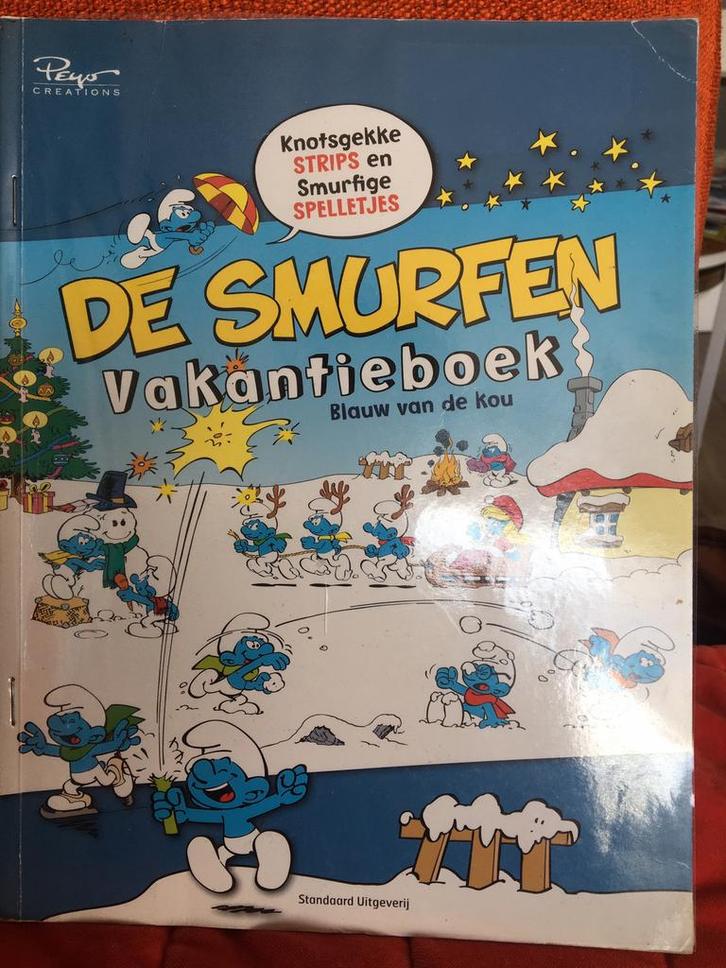 Peyo
CREATIONS
Knotsgekke
STRIPS en
Smurfige
SPELLETJES
DE SMURFEN
Vakantieboek
Blauw van de kou
Standaard Uitgeverij